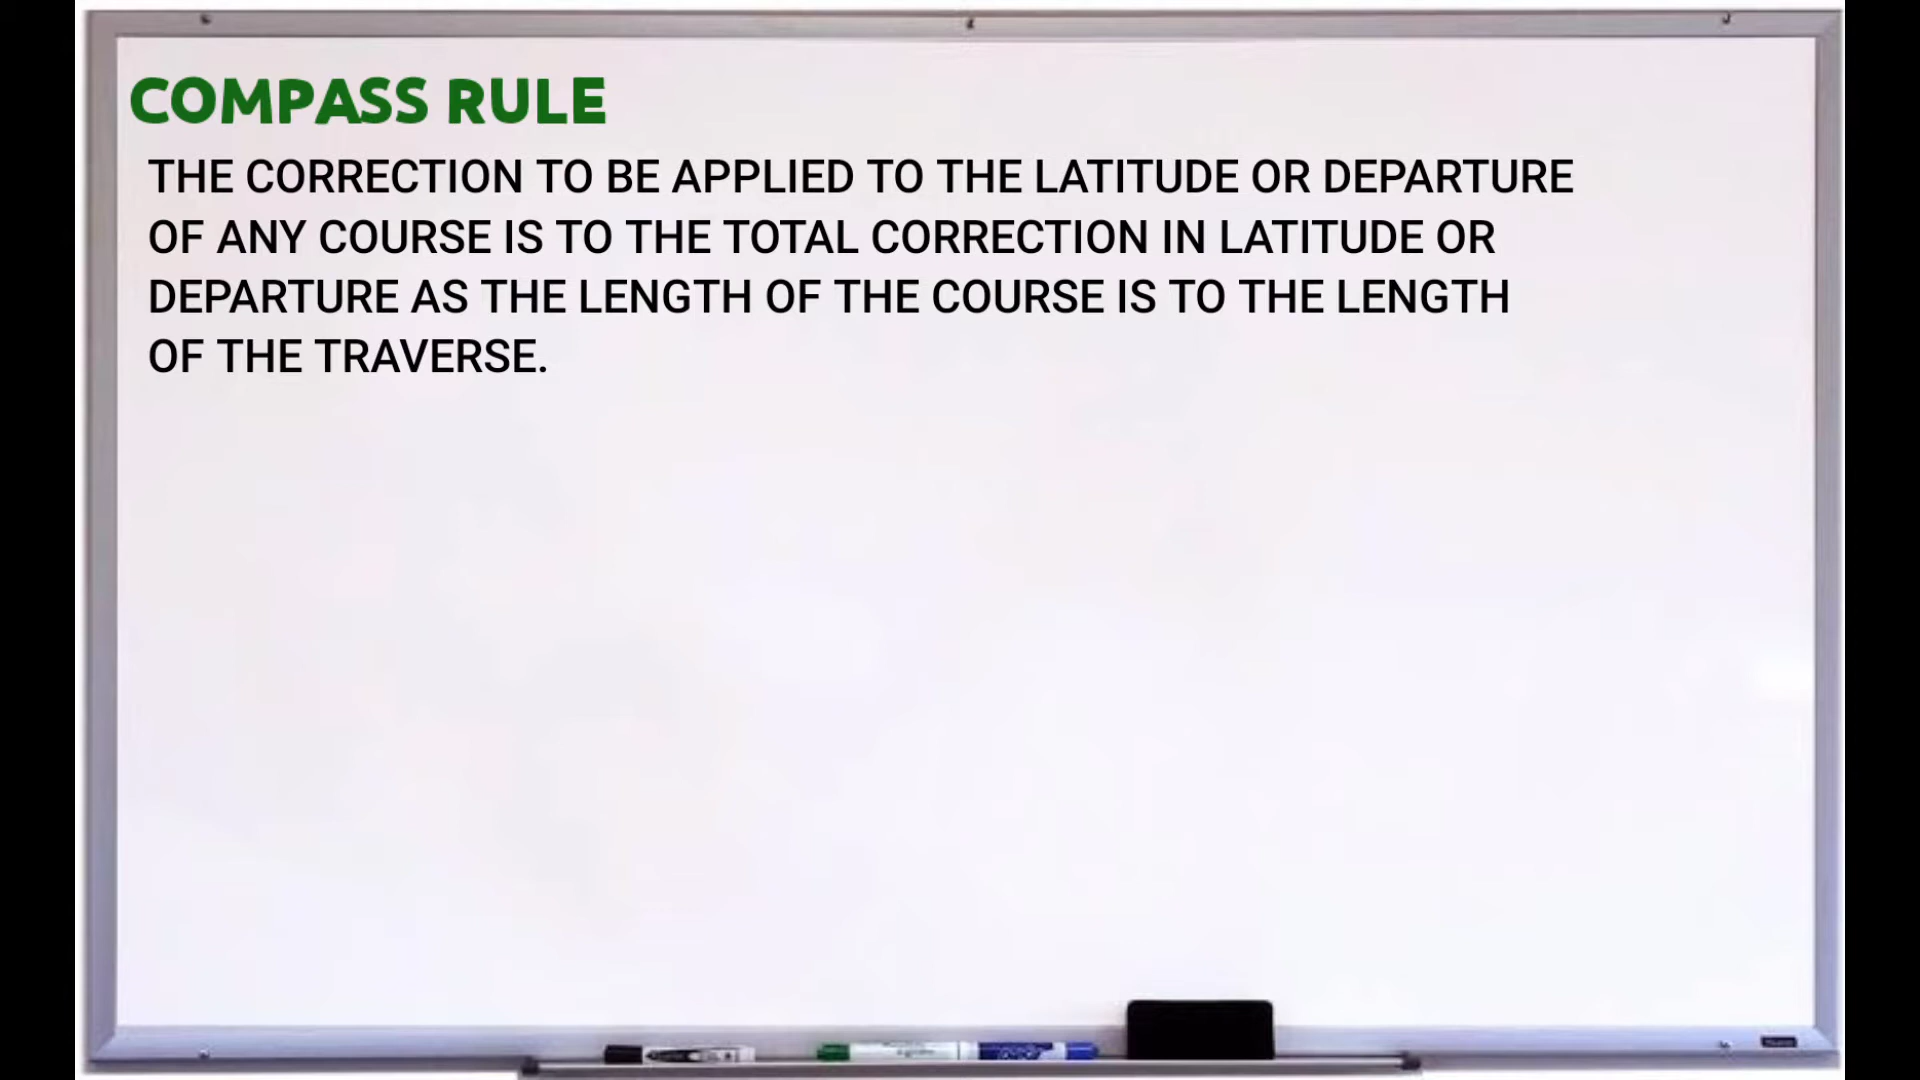 COMPASS RULE
THE CORRECTION TO BE APPLIED TO THE LATITUDE OR DEPARTURE
OF ANY COURSE IS TO THE TOTAL CORRECTION IN LATITUDE OR
DEPARTURE AS THE LENGTH OF THE COURSE IS TO THE LENGTH
OF THE TRAVERSE.